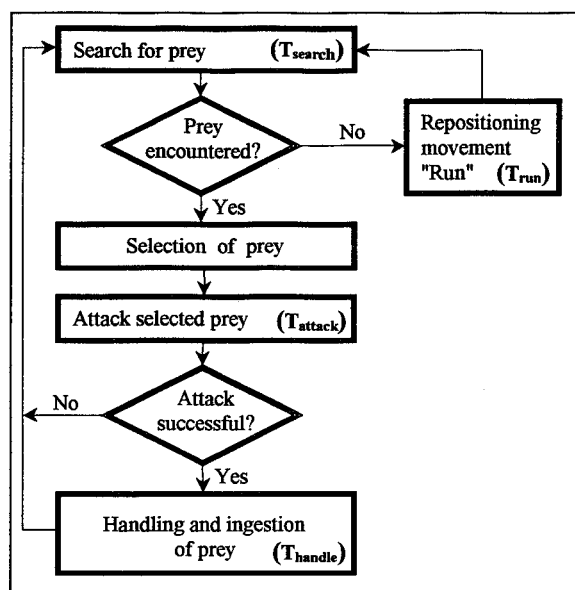 Search for prey (Tsearch)
Prey
encountered?
No
Repositioning
movement
"Run" (Trun)
Yes
Selection of prey
Attack selected prey (Tattack)
Attack
successful?
No
Yes
Handling and ingestion
of prey (Thandle)